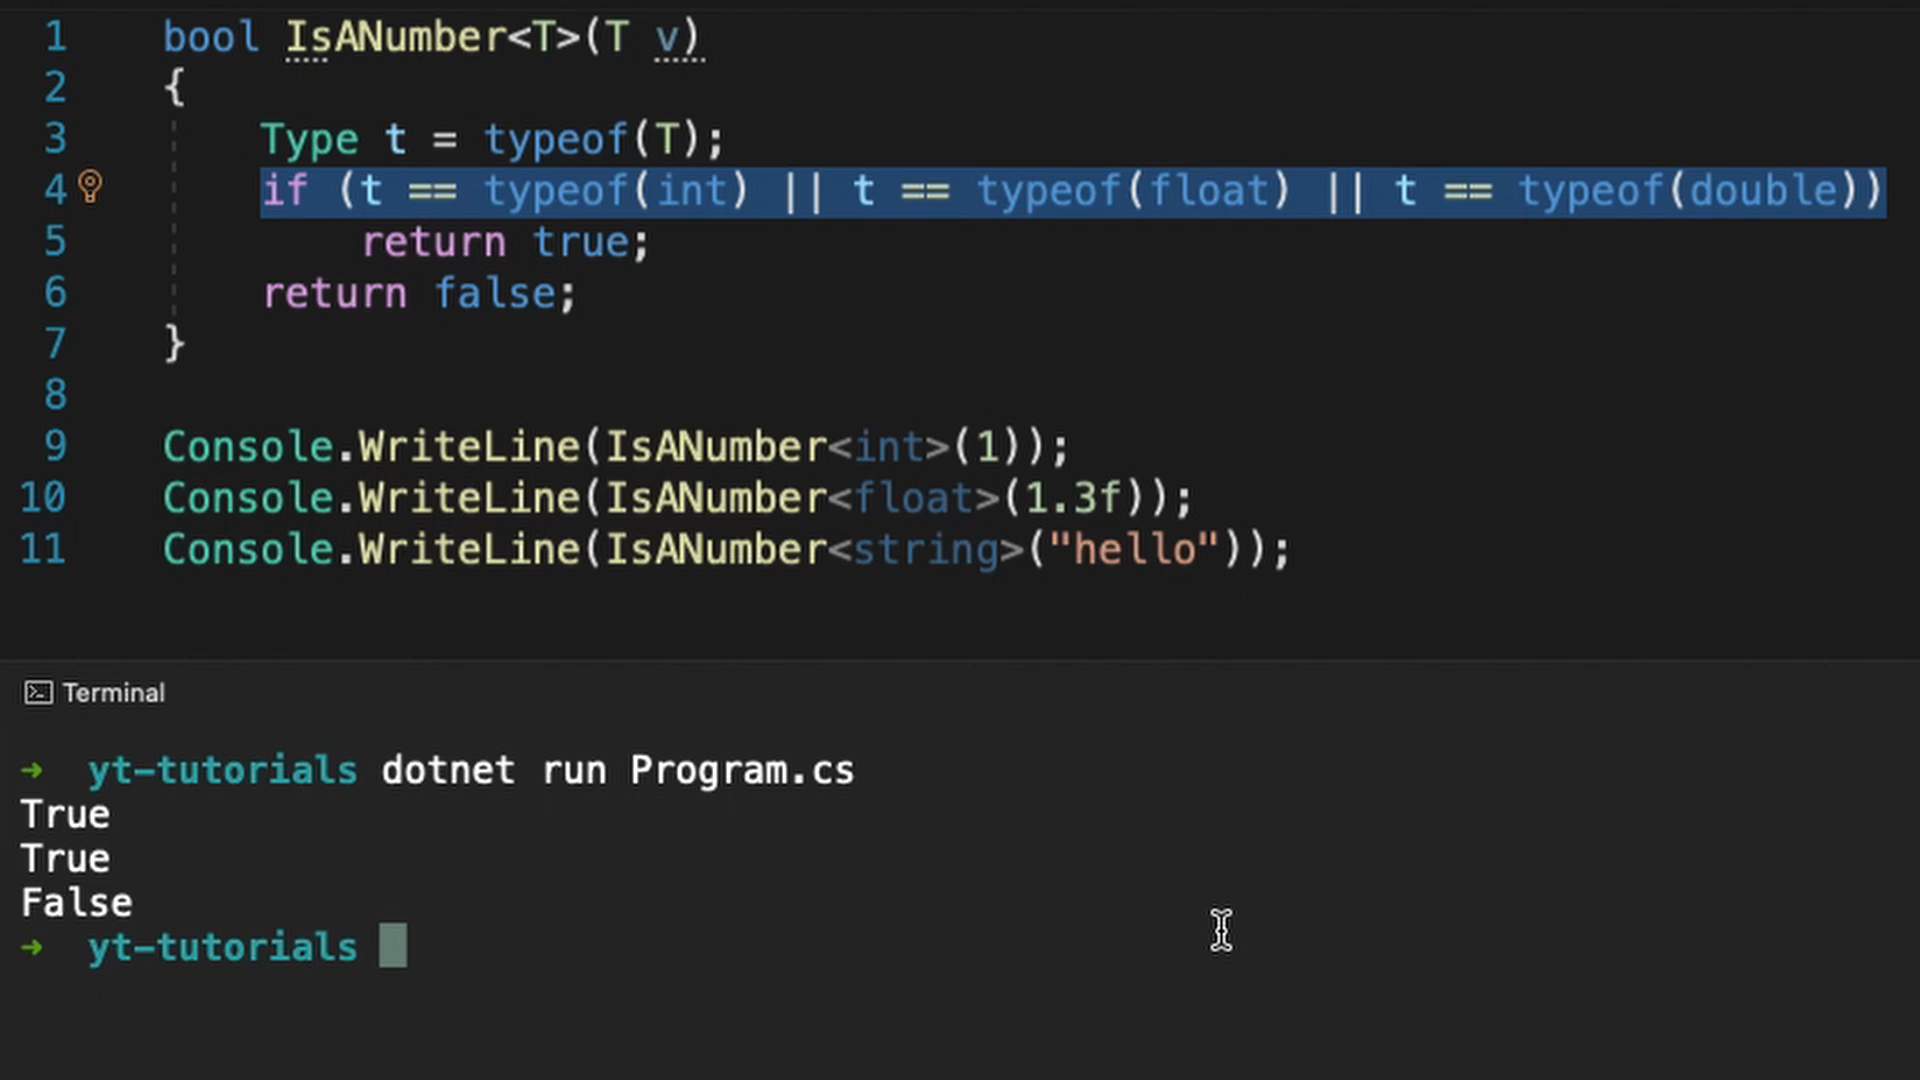 1 bool IsANumber<T>(T v)
2 {
3 Type t = typeof(T);
4 if (t == typeof(int) || t == typeof(float) || t == typeof(double))
5 return true;
6 return false;
7 }
8
9 Console.WriteLine(IsANumber<int>(1));
10 Console.WriteLine(IsANumber<float>(1.3f));
11 Console.WriteLine(IsANumber<string>("hello"));
Terminal
➜ yt-tutorials dotnet run Program.cs
True
True
False
➜ yt-tutorials